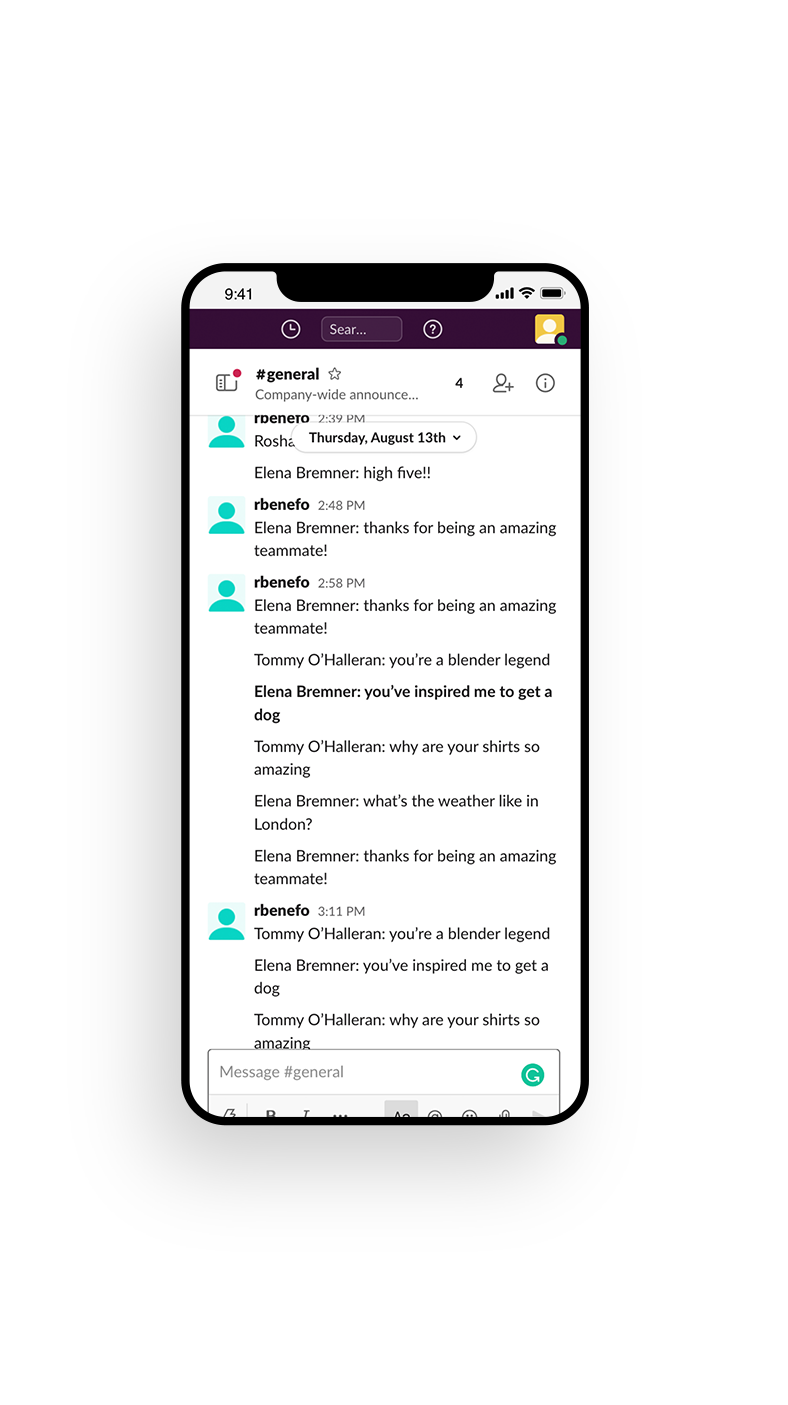 9:41
Sear...
#general
Company-wide announce...
4
rbenefo 2:39 PM
Thursday, August 13th
Elena Bremner: high five!!
rbenefo 2:48 PM
Elena Bremner: thanks for being an amazing
teammate!
rbenefo 2:58 PM
Elena Bremner: thanks for being an amazing
teammate!
Tommy O’Halleran: you’re a blender legend
Elena Bremner: you’ve inspired me to get a
dog
Tommy O’Halleran: why are your shirts so
amazing
Elena Bremner: what’s the weather like in
London?
Elena Bremner: thanks for being an amazing
teammate!
rbenefo 3:11 PM
Tommy O’Halleran: you’re a blender legend
Elena Bremner: you’ve inspired me to get a
dog
Tommy O’Halleran: why are your shirts so
amazing
Message #general
B I ... Aa @